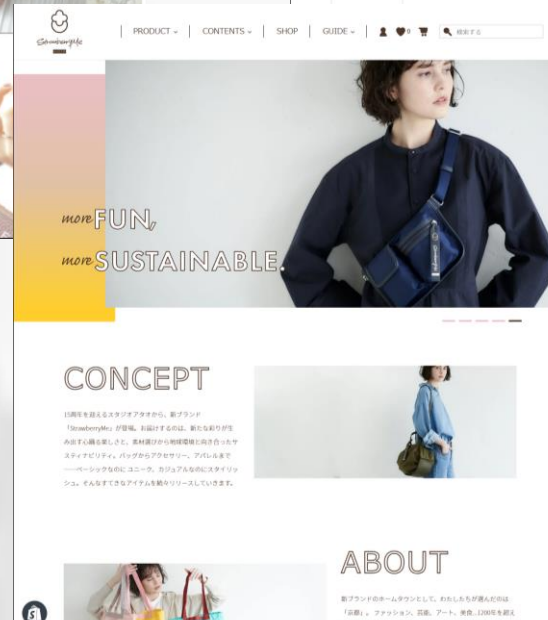 StrawberryMe
PRODUCT
CONTENTS
SHOP
GUIDE
0
検索する
more FUN,
more SUSTAINABLE.
CONCEPT
15周年を迎えるスタジオアタオから、新ブランド
「StrawberryMe」が登場。お届けするのは、新たな彩りが生
み出す心踊る楽しさと、素材選びから地球環境と向き合ったサ
スティナビリティ。バッグからアクセサリー、アパレルまで
──ベーシックなのに ユニーク、カジュアルなのにスタイリッ
シュ。そんなすてきなアイテムを続々リリースしていきます。
ABOUT
新ブランドのホームタウンとして、わたしたちが選んだのは
「京都」。ファッション、芸能、アート、美食…1200年を超え